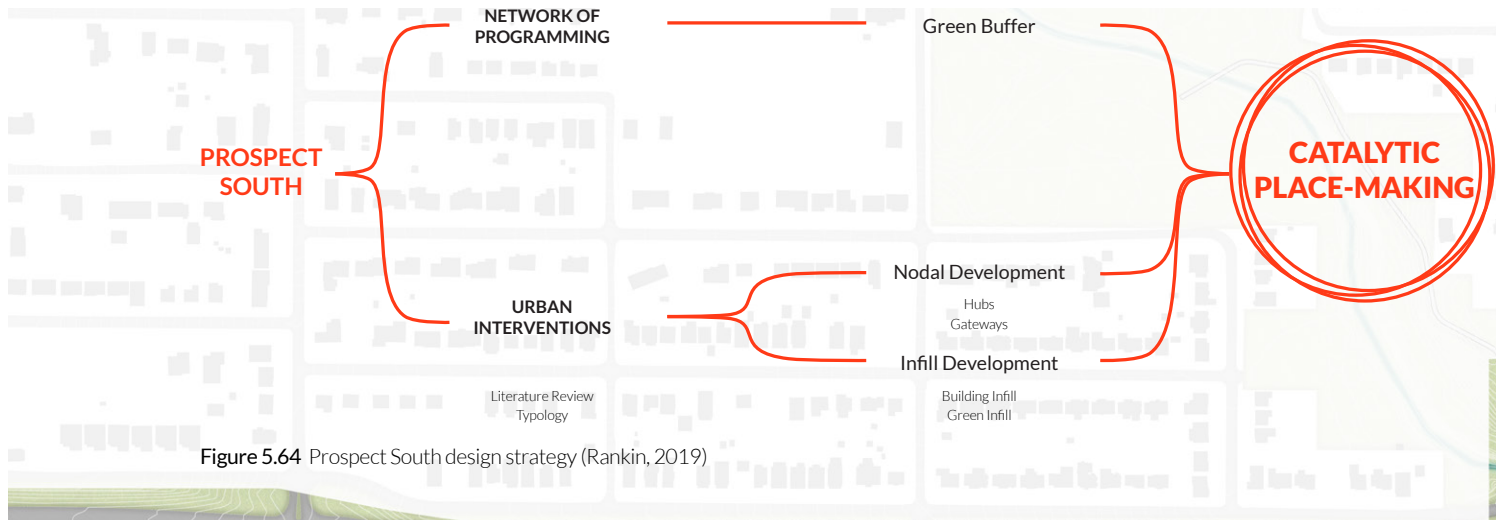 NETWORK OF
PROGRAMMING
Green Buffer
PROSPECT
SOUTH
CATALYTIC
PLACE-MAKING
URBAN
INTERVENTIONS
Literature Review
Typology
Nodal Development
Hubs
Gateways
Infill Development
Building Infill
Green Infill
Figure 5.64 Prospect South design strategy (Rankin, 2019)